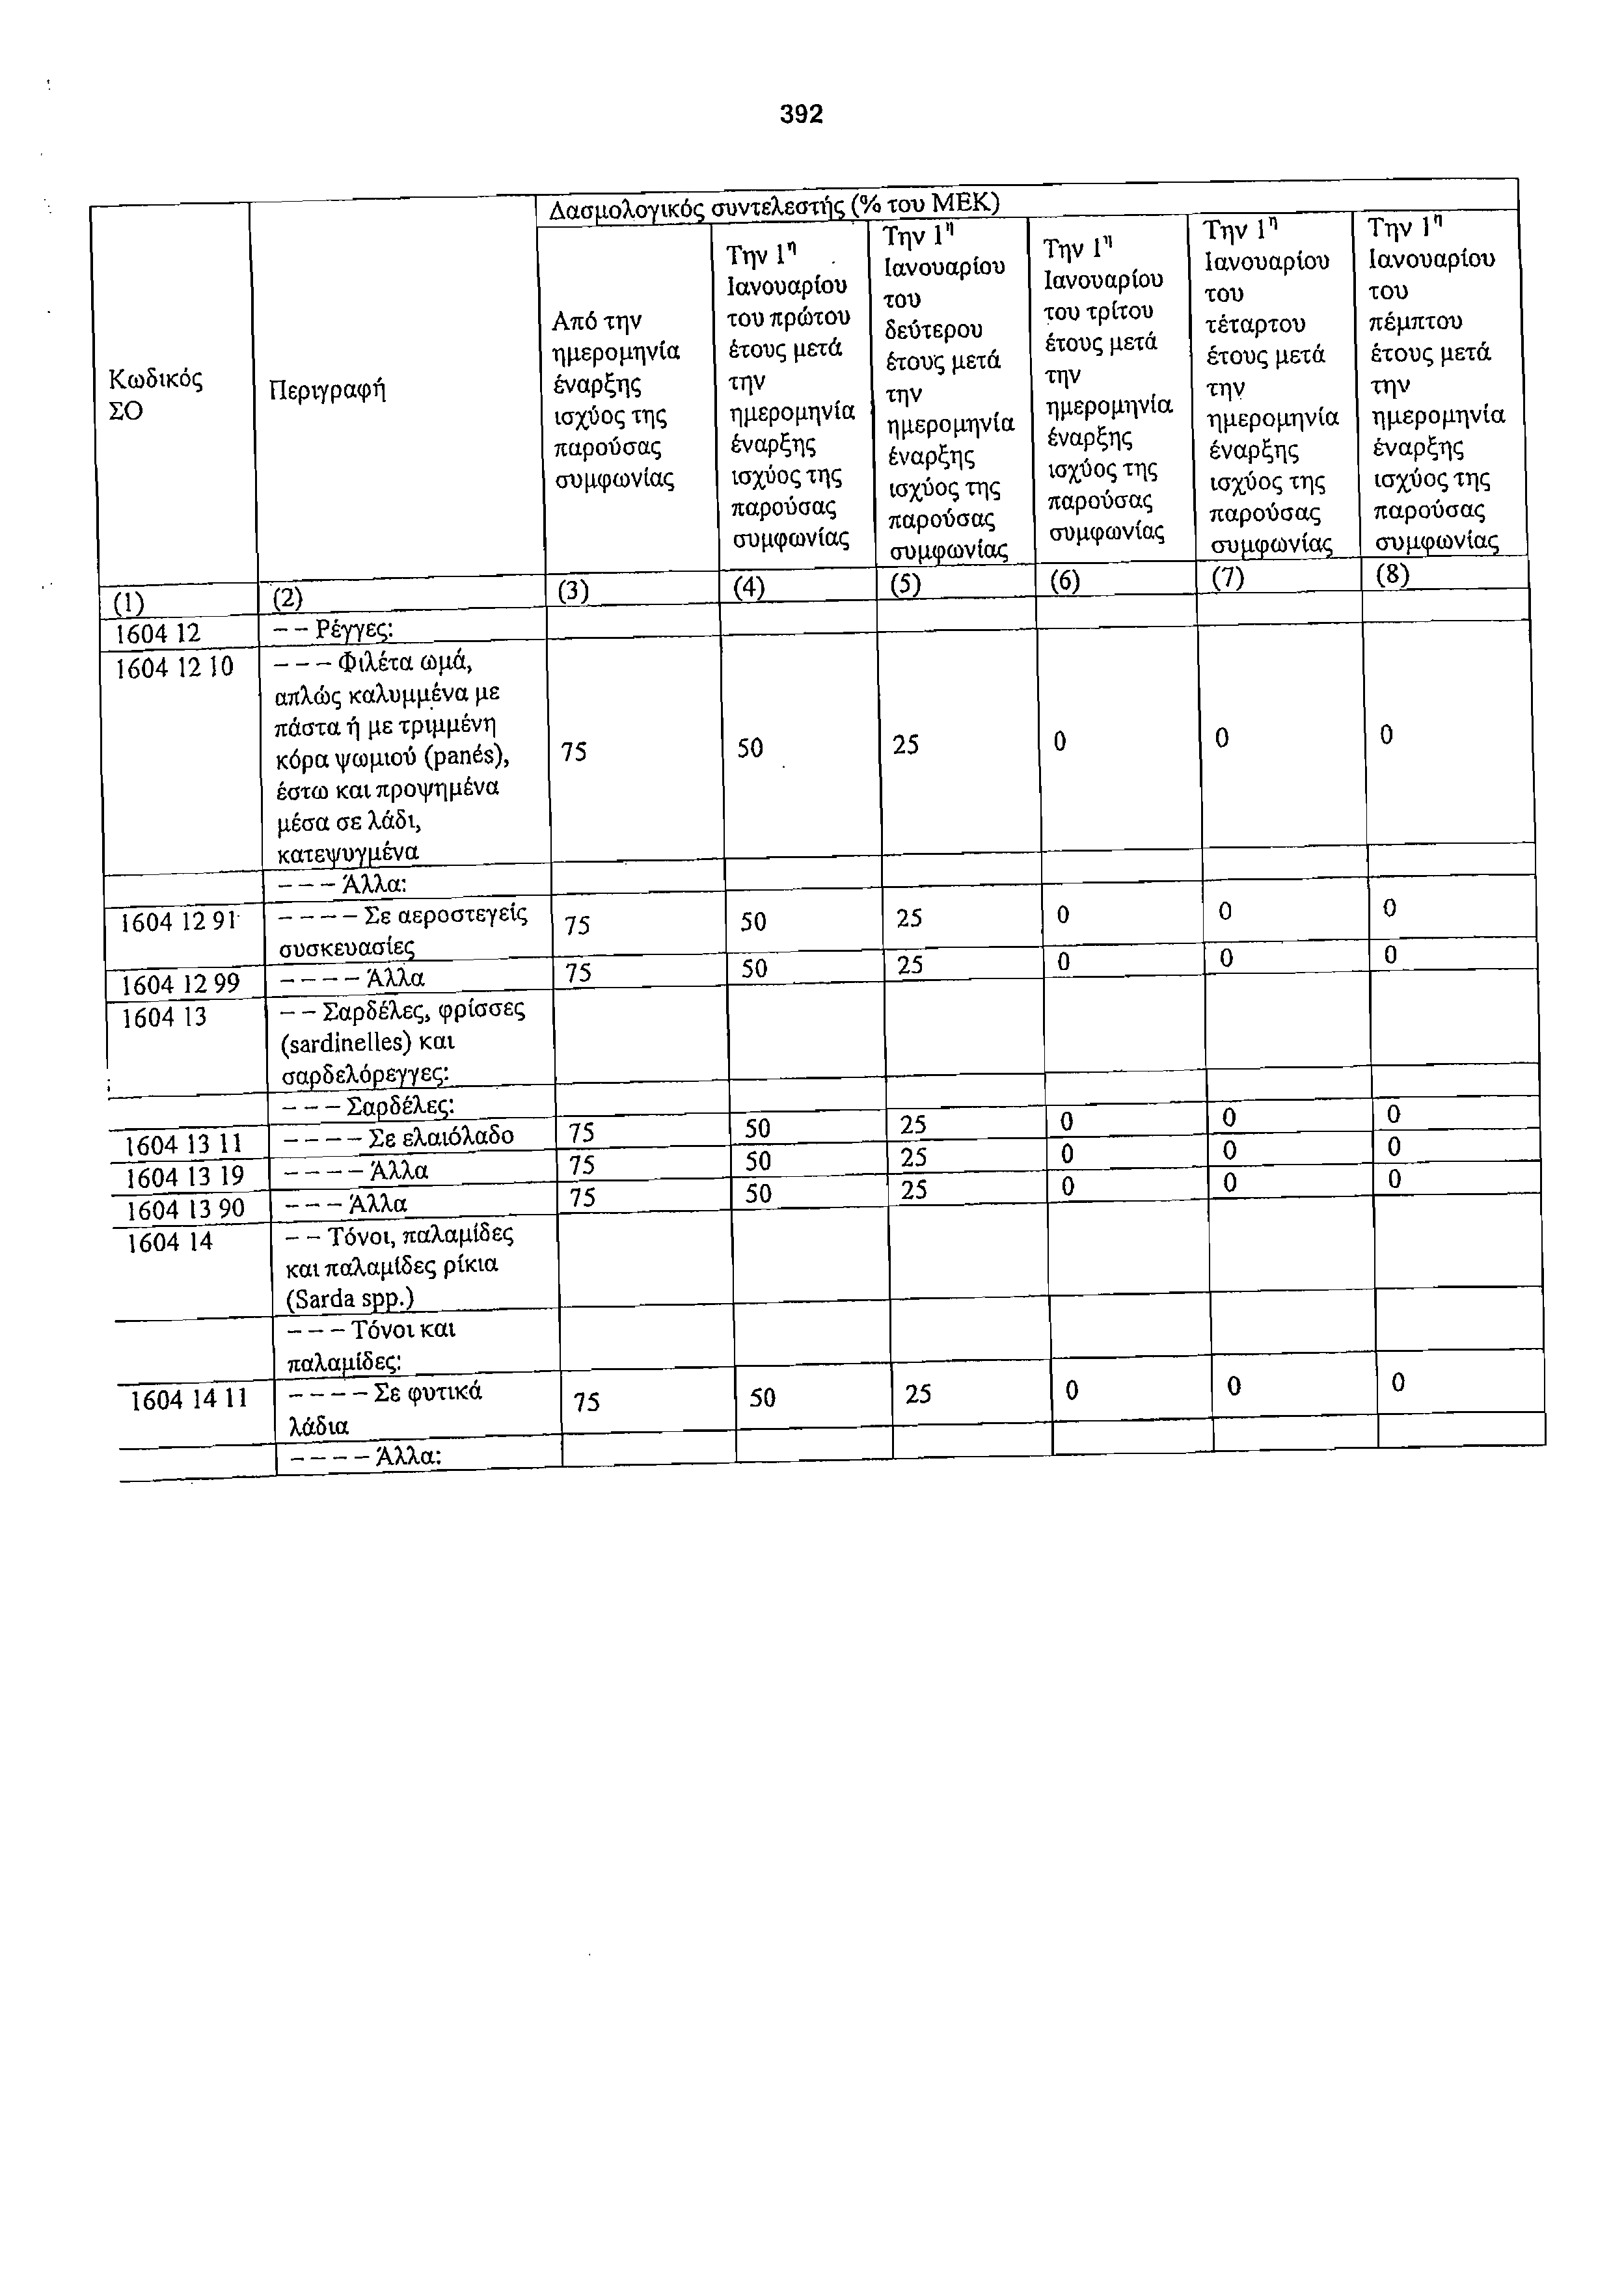 392
Δασμολογικός συντελεστής (% του ΜΕΚ)
Κωδικός
ΣΟ
Περιγραφή
Από την
ημερομηνία
έναρξης
ισχύος της
παρούσας
συμφωνίας
Την 1η
Ιανουαρίου
του πρώτου
έτους μετά
την
ημερομηνία
έναρξης
ισχύος της
παρούσας
συμφωνίας
Την 1η
Ιανουαρίου
του
δεύτερου
έτους μετά
την
ημερομηνία
έναρξης
ισχύος της
παρούσας
συμφωνίας
Την 1η
Ιανουαρίου
του τρίτου
έτους μετά
την
ημερομηνία
έναρξης
ισχύος της
παρούσας
συμφωνίας
Την 1η
Ιανουαρίου
του
τέταρτου
έτους μετά
την
ημερομηνία
έναρξης
ισχύος της
παρούσας
συμφωνίας
Την 1η
Ιανουαρίου
του
πέμπτου
έτους μετά
την
ημερομηνία
έναρξης
ισχύος της
παρούσας
συμφωνίας
(1) (2) (3) (4) (5) (6) (7) (8)
1604 12 – – Ρέγγες:
1604 12 10 – – – Φιλέτα ωμά,
απλώς καλυμμένα με
πάστα ή με τριμμένη
κόρα ψωμιού (panés), 75 50 25 0 0 0
έστω και προψημένα
μέσα σε λάδι,
κατεψυγμένα
– – – Άλλα:
1604 12 91 – – – – Σε αεροστεγείς 75 50 25 0 0 0
συσκευασίες
1604 12 99 – – – – Άλλα 75 50 25 0 0 0
1604 13 – – Σαρδέλες, φρίσσες
(sardinelles) και
σαρδελόρεγγες:
– – – Σαρδέλες:
1604 13 11 – – – – Σε ελαιόλαδο 75 50 25 0 0 0
1604 13 19 – – – – Άλλα 75 50 25 0 0 0
1604 13 90 – – – Άλλα 75 50 25 0 0 0
1604 14 – – Τόνοι, παλαμίδες
και παλαμίδες ρίκια
(Sarda spp.)
– – – Τόνοι και
παλαμίδες:
1604 14 11 – – – – Σε φυτικά 75 50 25 0 0 0
λάδια
– – – – Άλλα: